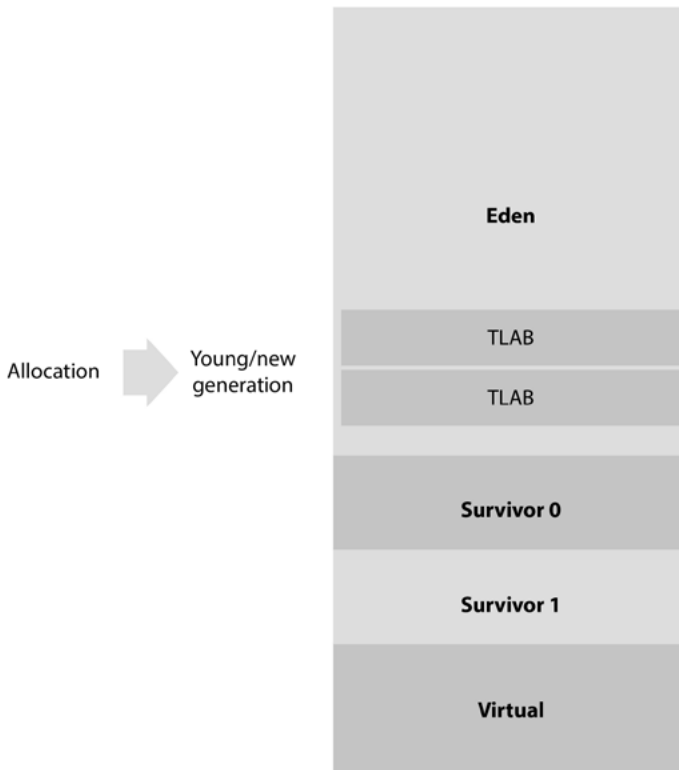 Eden
TLAB
Allocation
Young/new
generation
TLAB
Survivor 0
Survivor 1
Virtual